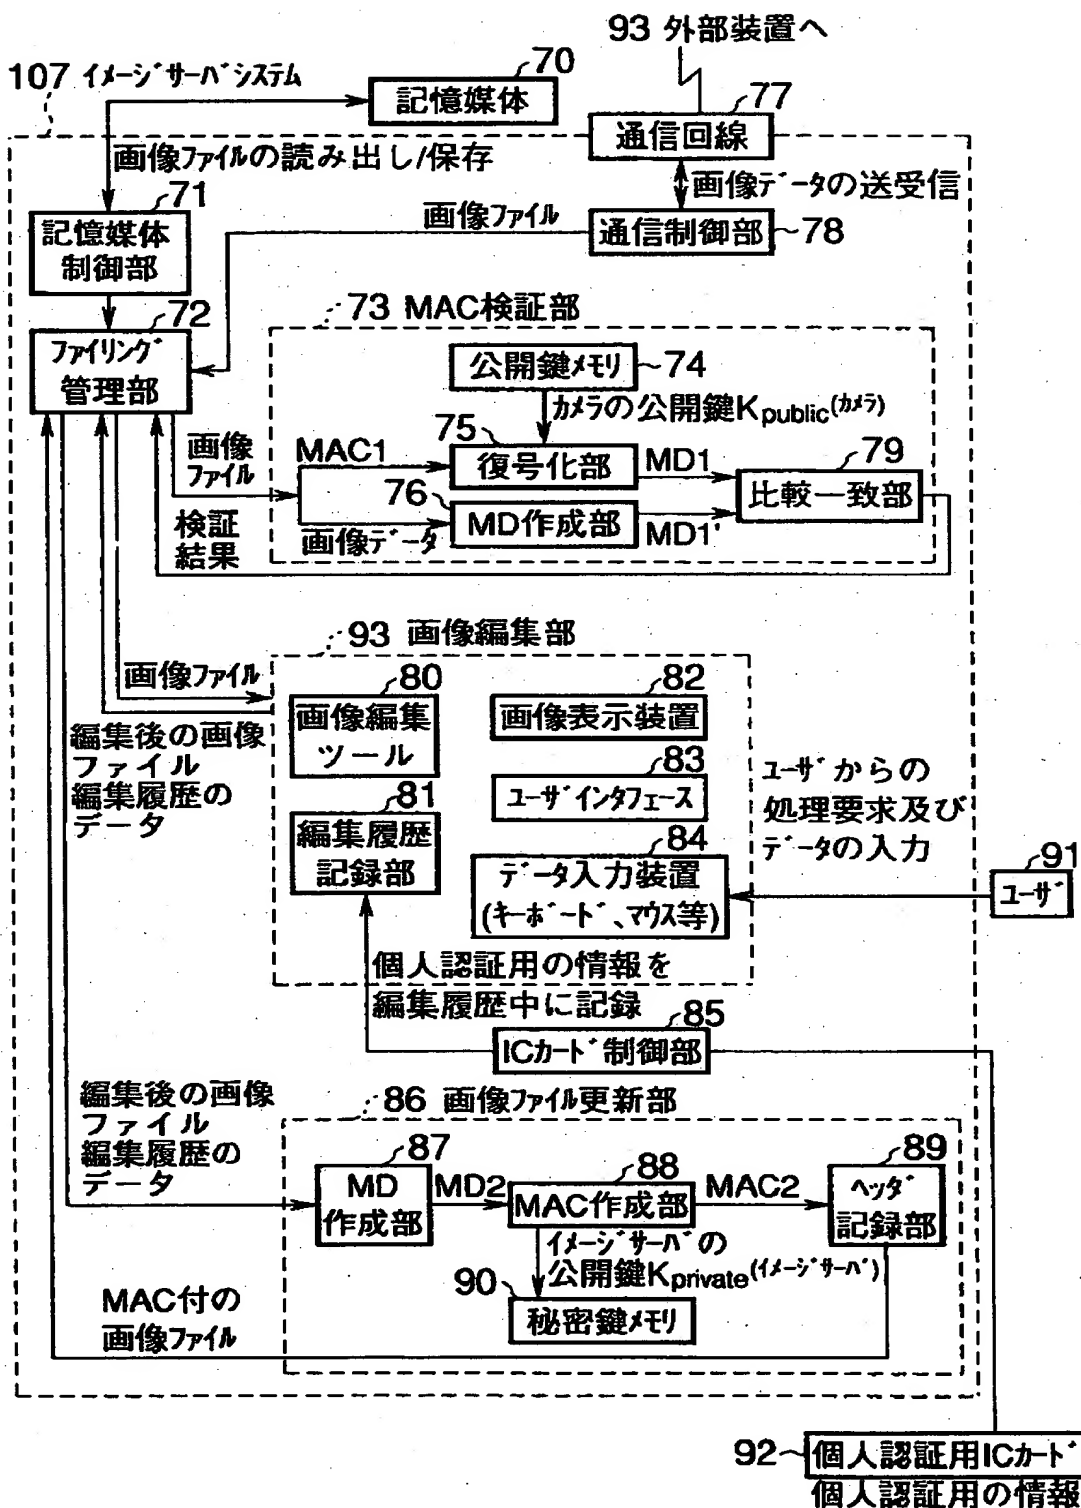 93 外部装置へ
107 イメージサーバシステム
70
記憶媒体
77
通信回線
画像ファイルの読み出し/保存
画像データの送受信
71
記憶媒体
制御部
画像ファイル
通信制御部
78
72
ファイリング
管理部
73 MAC検証部
公開鍵メモリ
74
カメラの公開鍵Kpublic(カメラ)
画像
ファイル
MAC1
75
復号化部
MD1
79
比較一致部
76
MD作成部
MD1'
画像データ
検証
結果
93 画像編集部
画像ファイル
80
画像編集
ツール
82
画像表示装置
編集後の画像
ファイル
編集履歴の
データ
83
ユーザインタフェース
81
編集履歴
記録部
ユーザからの
処理要求及び
データの入力
84
データ入力装置
(キーボード、マウス等)
91
ユーザ
個人認証用の情報を
編集履歴中に記録
85
ICカード制御部
編集後の画像
ファイル
編集履歴の
データ
86 画像ファイル更新部
87
MD
作成部
MD2
88
MAC作成部
MAC2
89
ヘッダ
記録部
イメージサーバの
公開鍵Kprivate(イメージサーバ)
90
秘密鍵メモリ
MAC付の
画像ファイル
92
個人認証用ICカード
個人認証用の情報